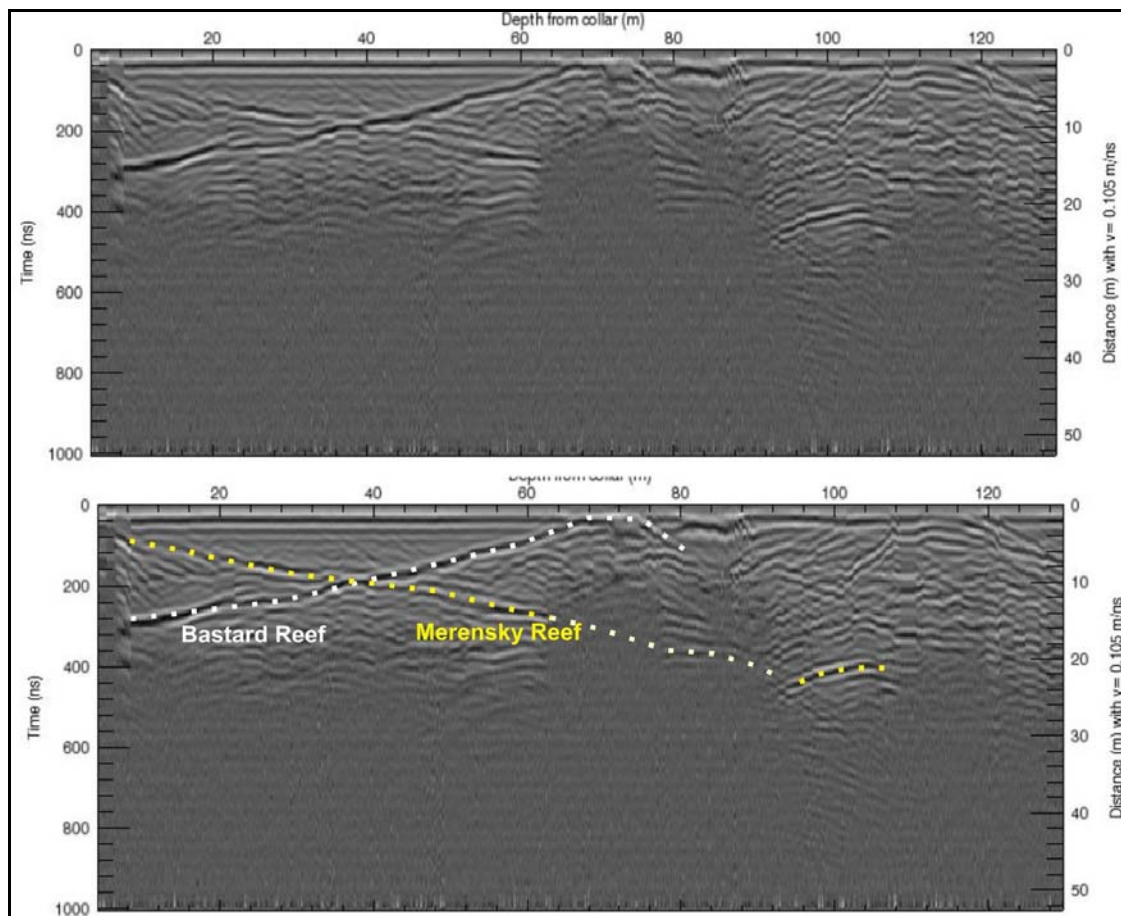 Depth from collar (m)
20 40 60 80 100 120
0
200
400
600
800
1000
Time (ns)
0
10
20
30
40
50
Distance (m) with v= 0.105 m/ns
Depth from collar (m)
20 40 60 80 100 120
0
200
400
600
800
1000
Time (ns)
Bastard Reef Merensky Reef
0
10
20
30
40
50
Distance (m) with v= 0.105 m/ns